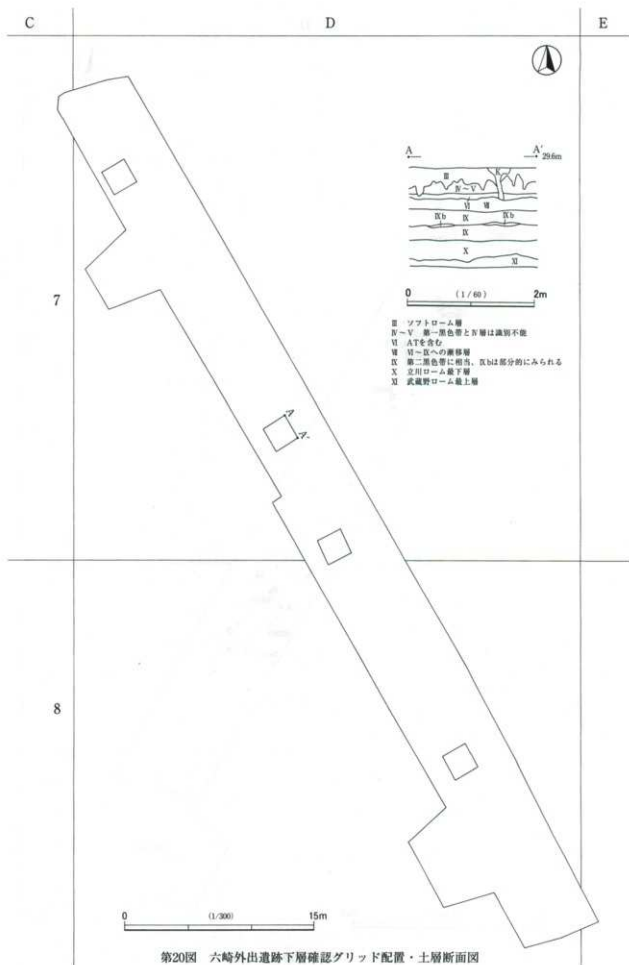 C D E
A A' 29.6m
K
III
IV～V
VI VII
IXb IX IXb
IX
X
XI
0 (1/60) 2m
III ソフトローム層
IV～V 第一黒色帯とIV層は識別不能
VI ATを含む
VII VI～IXへの漸移層
IX 第二黒色帯に相当、IXbは部分的にみられる
X 立川ローム最下層
XI 武蔵野ローム最上層
7
A
A'
8
0 (1/300) 15m
第20図 六崎外出遺跡下層確認グリッド配置・土層断面図